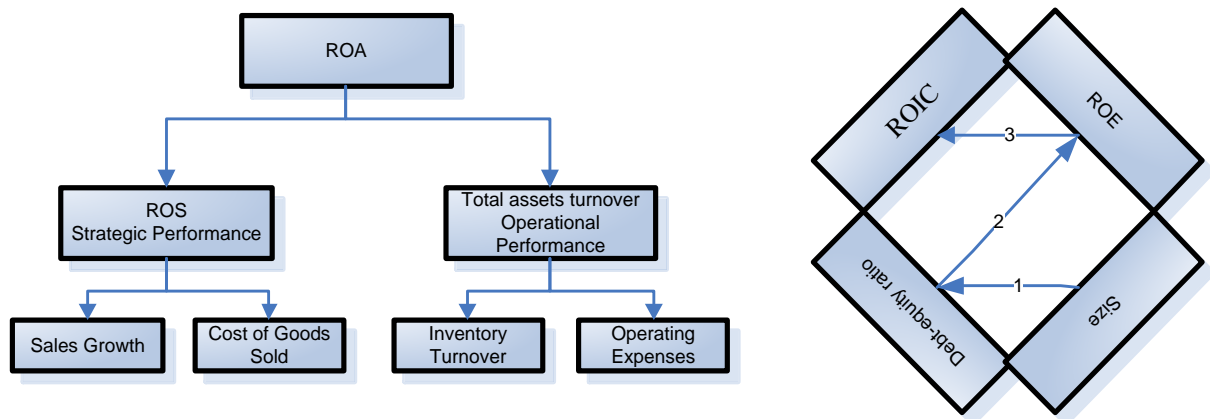 ROA
ROS
Strategic Performance
Total assets turnover
Operational
Performance
Sales Growth
Cost of Goods
Sold
Inventory
Turnover
Operating
Expenses
ROIC
ROE
3
2
1
Debt-equity ratio
Size